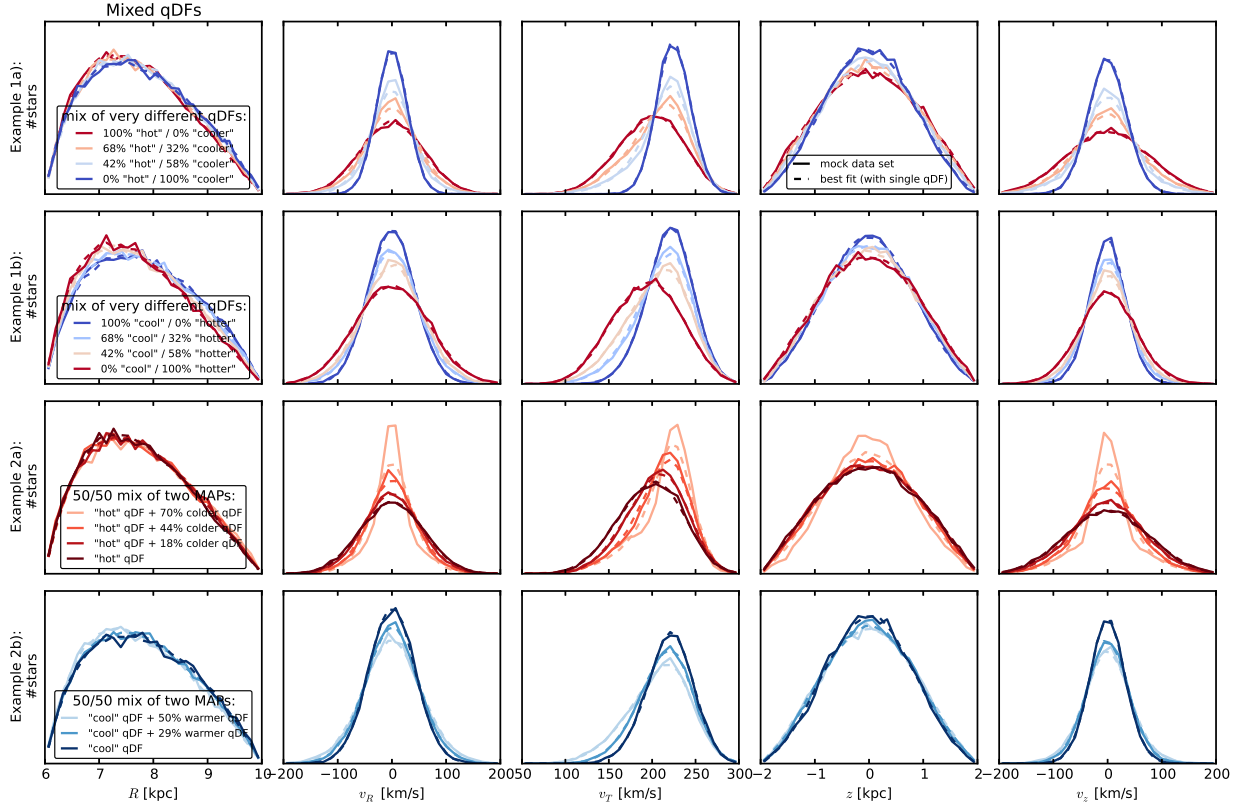 Mixed qDFs
Example 1a):
#stars
mix of very different qDFs:
100% "hot" / 0% "cooler"
68% "hot" / 32% "cooler"
42% "hot" / 58% "cooler"
0% "hot" / 100% "cooler"
mock data set
best fit (with single qDF)
Example 1b):
#stars
mix of very different qDFs:
100% "cool" / 0% "hotter"
68% "cool" / 32% "hotter"
42% "cool" / 58% "hotter"
0% "cool" / 100% "hotter"
Example 2a):
#stars
50/50 mix of two MAPs:
"hot" qDF + 70% colder qDF
"hot" qDF + 44% colder qDF
"hot" qDF + 18% colder qDF
"hot" qDF
Example 2b):
#stars
50/50 mix of two MAPs:
"cool" qDF + 50% warmer qDF
"cool" qDF + 29% warmer qDF
"cool" qDF
6 7 8 9 10 −200 −100 0 100 200 50 100 150 200 250 300 −2 −1 0 1 2 −200 −100 0 100 200
R [kpc] v_R [km/s] v_T [km/s] z [kpc] v_z [km/s]